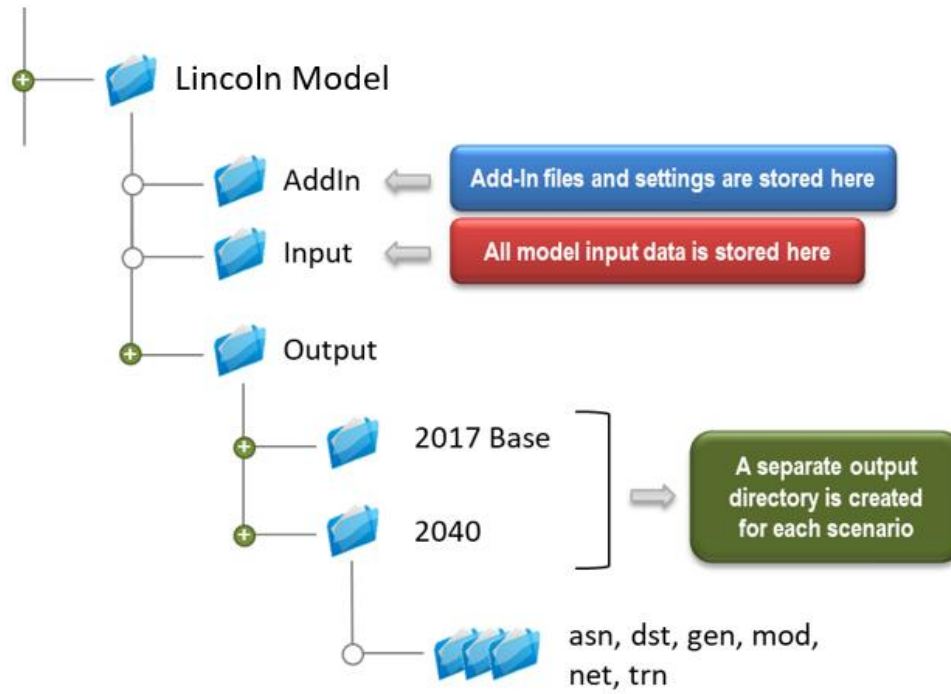 Lincoln Model
AddIn
Add-In files and settings are stored here
Input
All model input data is stored here
Output
2017 Base
2040
A separate output
directory is created
for each scenario
asn, dst, gen, mod,
net, trn